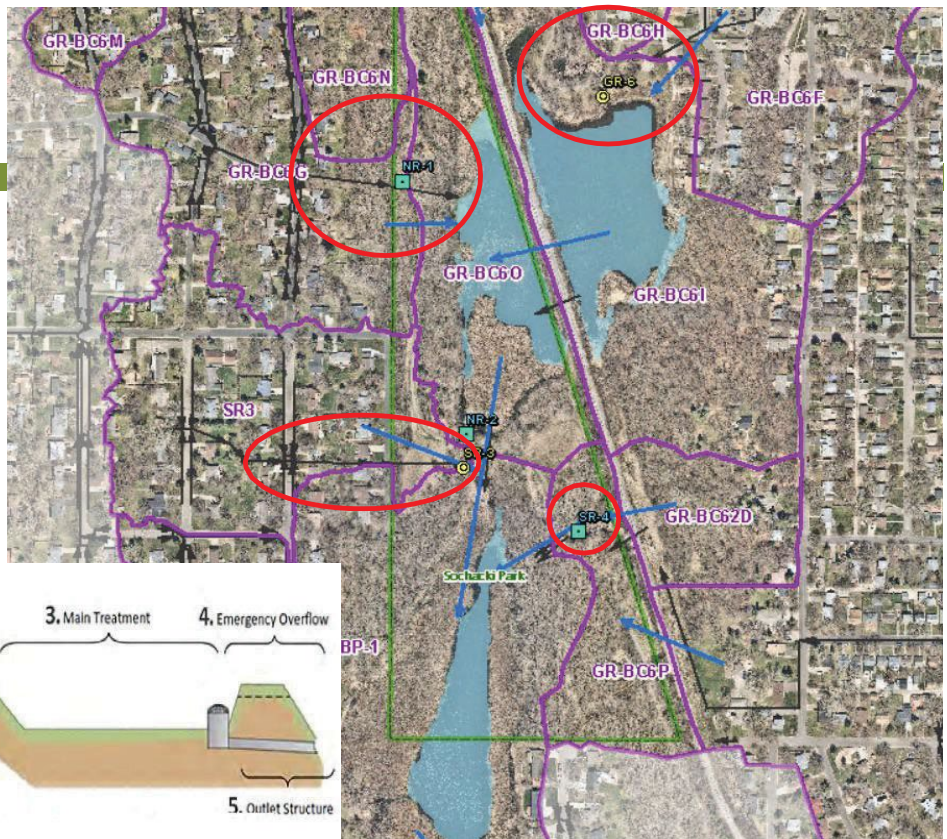 GR-BC6M
GR-BC6N
GR-BC6H
GR-6
GR-BC6F
GR-BC6G
NR-1
GR-BC6O
GR-BC6I
SR3
NR-2
SR-3
SR-4
GR-BC62D
Sochacki Park
BP-1
GR-BC6P
3. Main Treatment
4. Emergency Overflow
5. Outlet Structure